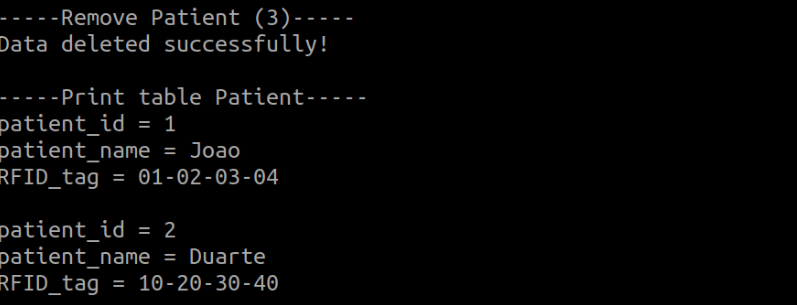 -----Remove Patient (3)-----
Data deleted successfully!
-----Print table Patient-----
patient_id = 1
patient_name = Joao
RFID_tag = 01-02-03-04
patient_id = 2
patient_name = Duarte
RFID_tag = 10-20-30-40